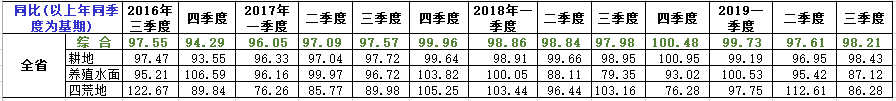 同比(以上年同季度为基期) 2016年三季度 四季度 2017年一季度 二季度 三季度 四季度 2018年一季度 二季度 三季度 四季度 2019年一季度 二季度 三季度
全省 综 合 97.55 94.29 96.05 97.09 97.57 99.96 98.86 98.84 97.98 100.48 99.73 97.61 98.21
耕地 97.47 93.55 96.33 97.04 97.72 99.64 98.91 99.66 98.95 100.95 99.19 96.95 98.43
养殖水面 95.21 106.59 96.16 99.97 96.72 103.82 100.05 88.11 79.35 93.02 100.53 95.42 87.12
四荒地 122.67 89.84 76.26 85.77 89.98 105.25 103.44 96.44 103.16 76.28 97.75 112.61 86.28